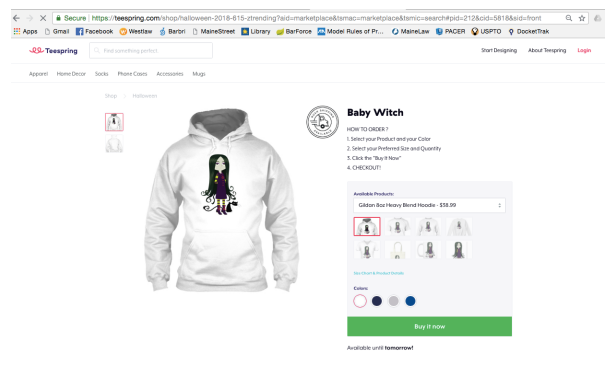 Secure | https://teespring.com/shop/halloween-2018-615-ztrending?aid=marketplace&tsmac=marketplace&tsmic=search#pid=212&cid=5818&sid=front
Apps Gmail Facebook Westlaw Barbri MaineStreet Library BarForce Model Rules of Pr... MaineLaw PACER USPTO DocketTrak
Teespring Find something perfect Start Designing About Teespring Login
Apparel Home Decor Socks Phone Cases Accessories Mugs
Shop Halloween
Baby Witch
HOW TO ORDER ?
1. Select your Product and your Color
2. Select your Preferred Size and Quantity
3. Click the "Buy It Now"
4. CHECKOUT!
Available Products:
Gildan 8oz Heavy Blend Hoodie - $38.99
Size Chart & Product Details
Colors:
Buy it now
Available until tomorrow!